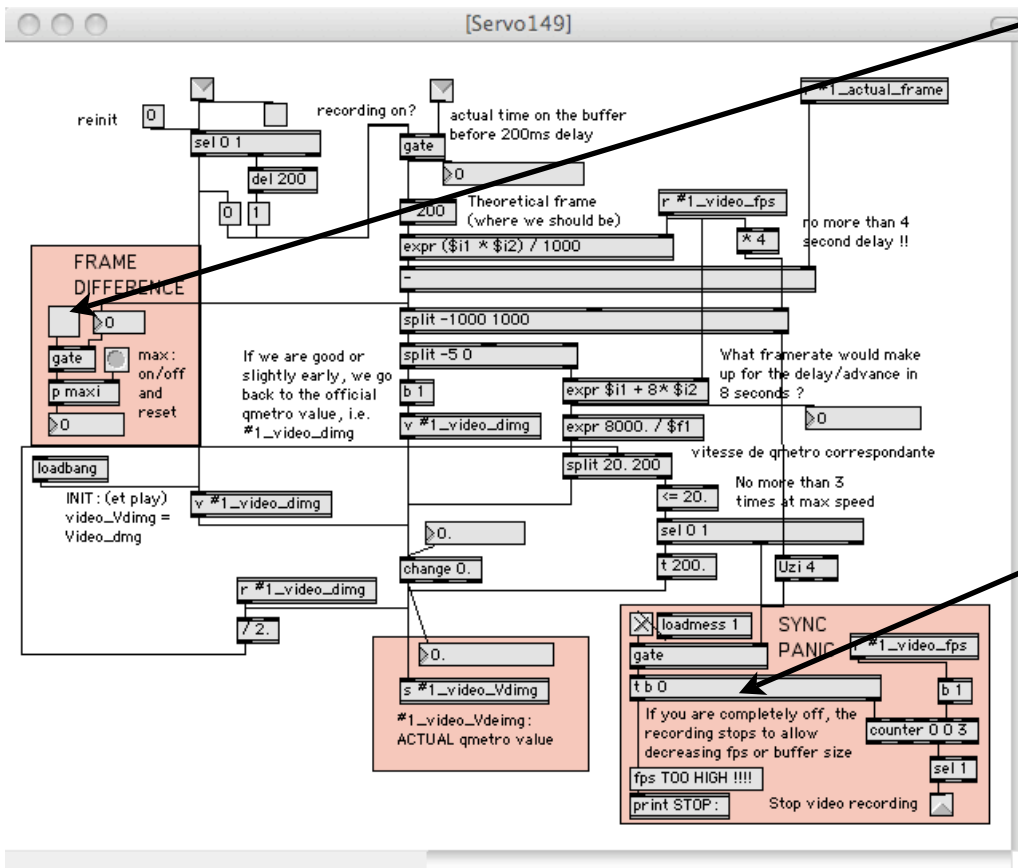 [Servo149]
reinit
0
sel 0 1
del 200
0
1
recording on?
gate
actual time on the buffer
before 200ms delay
0
#1_actual_frame
200
Theoretical frame
(where we should be)
r #1_video_fps
* 4
no more than 4
second delay !!
expr ($i1 * $i2) / 1000
-
FRAME
DIFFERENCE
0
gate
p maxi
0
max:
on/off
and
reset
split -1000 1000
split -5 0
If we are good or
slightly early, we go
back to the official
qmetro value, i.e.
#1_video_dimg
b 1
v #1_video_dimg
What framerate would make
up for the delay/advance in
8 seconds ?
expr $i1 + 8* $i2
0
expr 8000. / $f1
vitesse de qmetro correspondante
split 20. 200
No more than 3
times at max speed
<= 20.
sel 0 1
t 200.
Uzi 4
loadbang
INIT: (et play)
video_Vdimg =
Video_dmg
v #1_video_dimg
0.
change 0.
r #1_video_dimg
/ 2.
0.
s #1_video_Vdimg
#1_video_Vdeimg:
ACTUAL qmetro value
loadmess 1
SYNC
PANIC
gate
#1_video_fps
t b 0
b 1
If you are completely off, the
recording stops to allow
decreasing fps or buffer size
counter 0 0 3
sel 1
fps TOO HIGH !!!!
print STOP:
Stop video recording